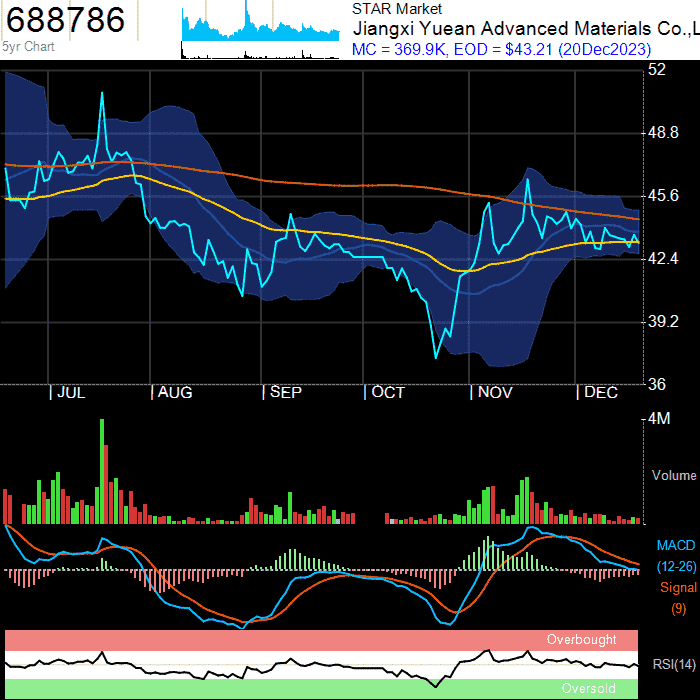 688786
5yr Chart
STAR Market
Jiangxi Yuean Advanced Materials Co.,L
MC = 369.9K, EOD = $43.21 (20Dec2023)
52
48.8
45.6
42.4
39.2
36
JUL
AUG
SEP
OCT
NOV
DEC
4M
Volume
MACD
(12-26)
Signal
(9)
Overbought
RSI(14)
Oversold